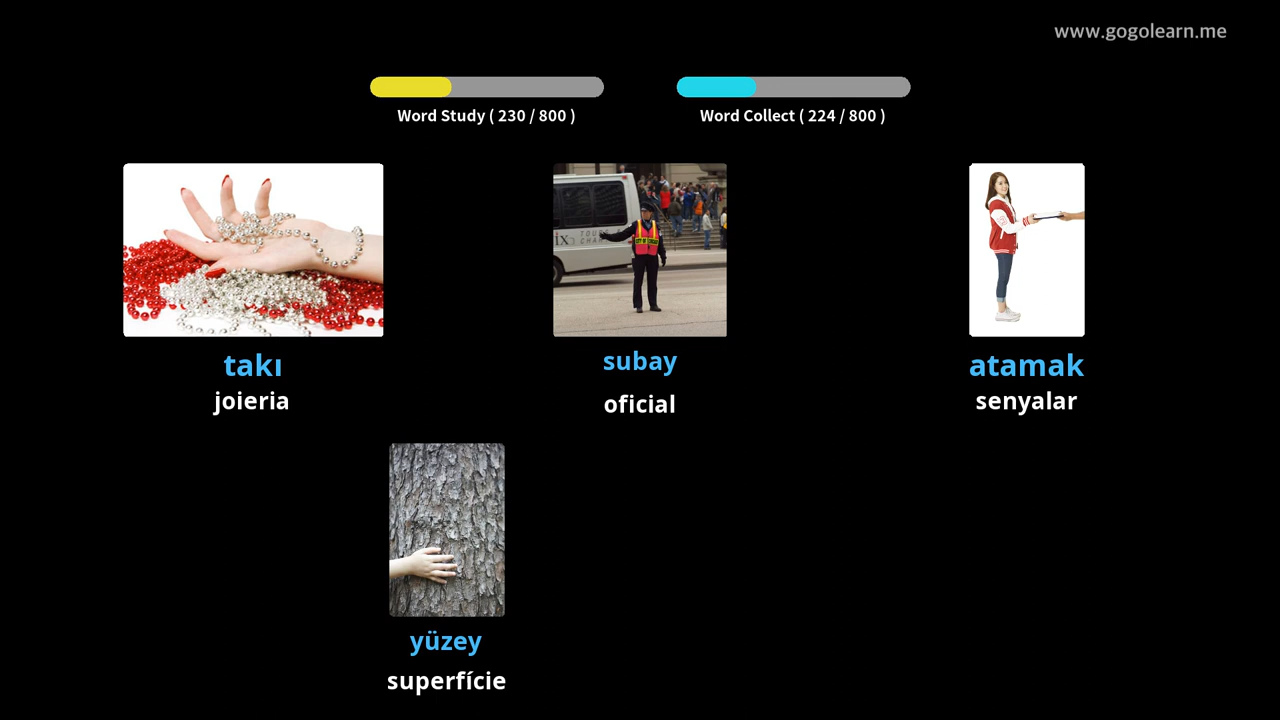 www.gogolearn.me
Word Study ( 230 / 800 )
Word Collect ( 224 / 800 )
takı
joieria
subay
oficial
atamak
senyalar
yüzey
superfície